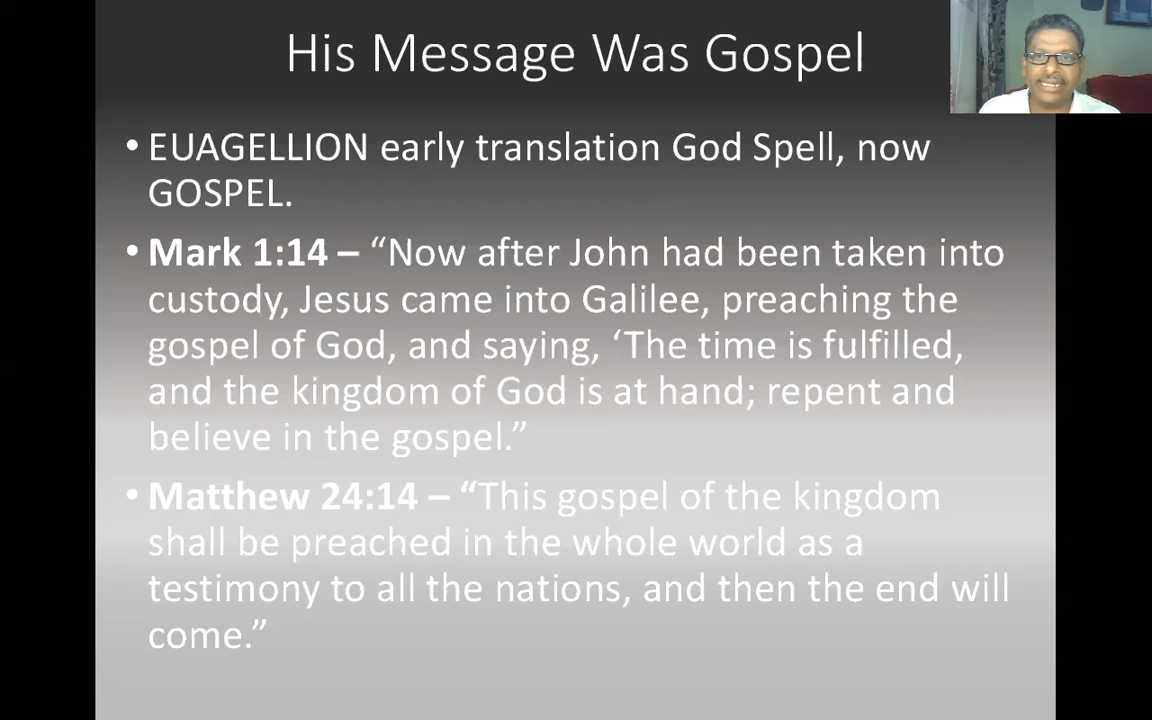 His Message Was Gospel
• EUAGELLION early translation God Spell, now
GOSPEL.
• Mark 1:14 – “Now after John had been taken into
custody, Jesus came into Galilee, preaching the
gospel of God, and saying, ‘The time is fulfilled,
and the kingdom of God is at hand; repent and
believe in the gospel.”
• Matthew 24:14 – “This gospel of the kingdom
shall be preached in the whole world as a
testimony to all the nations, and then the end will
come.”